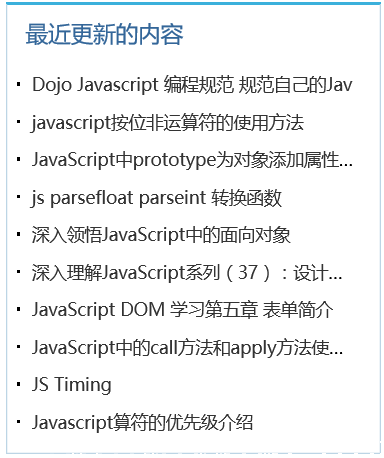 最近更新的内容
Dojo Javascript 编程规范 规范自己的Jav
javascript按位非运算符的使用方法
JavaScript中prototype为对象添加属性...
js parsefloat parseint 转换函数
深入领悟JavaScript中的面向对象
深入理解JavaScript系列（37）：设计...
JavaScript DOM 学习第五章 表单简介
JavaScript中的call方法和apply方法使...
JS Timing
Javascript算符的优先级介绍